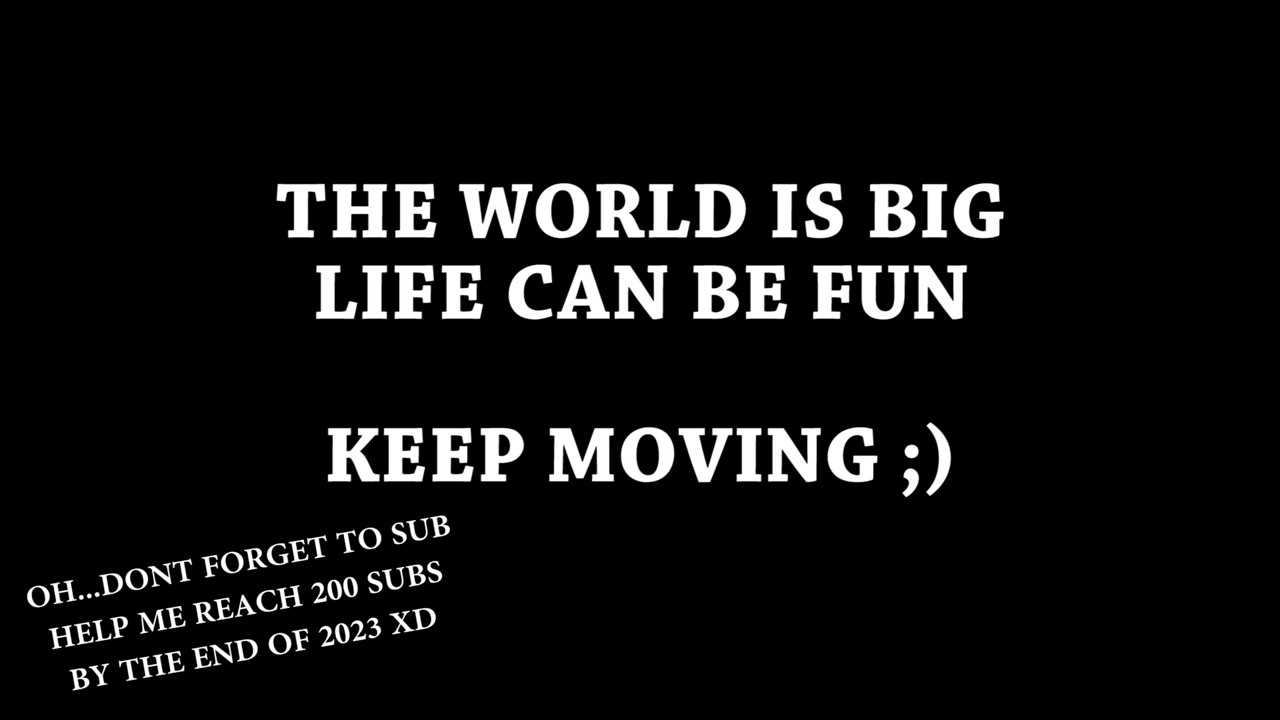 THE WORLD IS BIG
LIFE CAN BE FUN
KEEP MOVING ;)
OH...DONT FORGET TO SUB
HELP ME REACH 200 SUBS
BY THE END OF 2023 XD